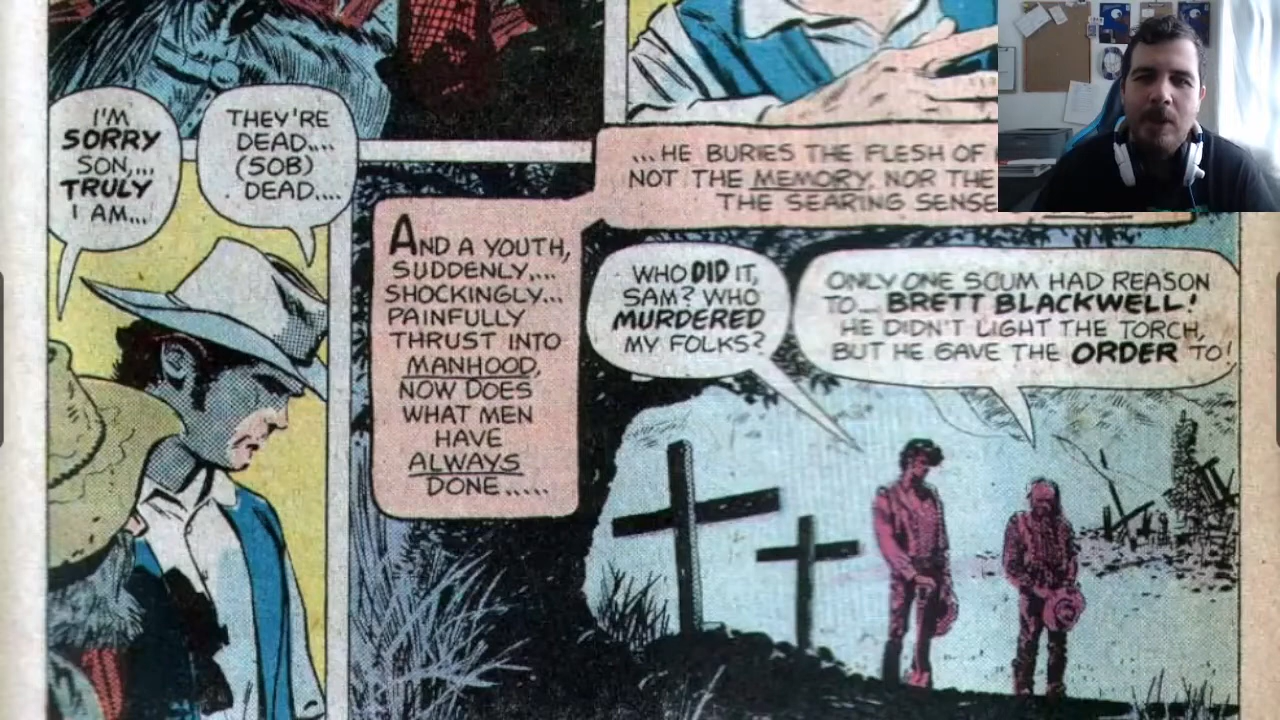 I'M
SORRY
SON,...
TRULY
I AM...
THEY'RE
DEAD....
(SOB)
DEAD....
...HE BURIES THE FLESH OF
NOT THE MEMORY, NOR THE
THE SEARING SENSE
AND A YOUTH,
SUDDENLY,...
SHOCKINGLY...
PAINFULLY
THRUST INTO
MANHOOD,
NOW DOES
WHAT MEN
HAVE
ALWAYS
DONE.....
WHO DID IT,
SAM? WHO
MURDERED
MY FOLKS?
ONLY ONE SCUM HAD REASON
TO... BRETT BLACKWELL!
HE DIDN'T LIGHT THE TORCH,
BUT HE GAVE THE ORDER TO!